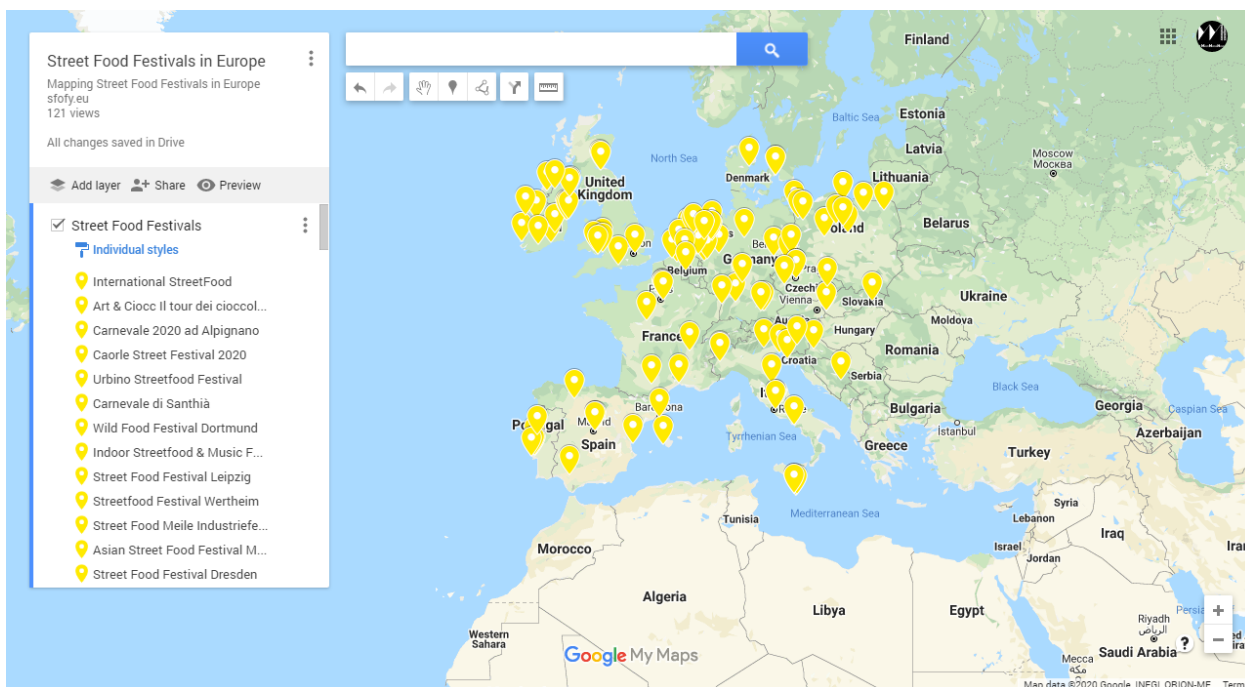 Street Food Festivals in Europe
Mapping Street Food Festivals in Europe
sfofy.eu
121 views
All changes saved in Drive
Add layer Share Preview
Street Food Festivals
Individual styles
International StreetFood
Art & Ciocc Il tour dei cioccol...
Carnevale 2020 ad Alpignano
Caorle Street Festival 2020
Urbino Streetfood Festival
Carnevale di Santhià
Wild Food Festival Dortmund
Indoor Streetfood & Music F...
Street Food Festival Leipzig
Streetfood Festival Wertheim
Street Food Meile Industriefe...
Asian Street Food Festival M...
Street Food Festival Dresden
Finland
Baltic Sea
Estonia
Latvia
Moscow
Москва
North Sea
Denmark
Lithuania
United
Kingdom
Belarus
Belgium
Vienna
Slovakia
Ukraine
Moldova
France
Hungary
Romania
Croatia
Serbia
Black Sea
Bulgaria
Georgia
Caspian Sea
Istanbul
Azerbaijan
Spain
Tyrrhenian Sea
Greece
Turkey
Mediterranean Sea
Tunisia
Syria
Lebanon
Iraq
Israel
Jordan
Morocco
Algeria
Libya
Egypt
Western
Sahara
Riyadh
الرياض
Mecca
مكة
Saudi Arabia
+
?
−
Google My Maps
Map data ©2020 Google, INEGI, ORION-ME